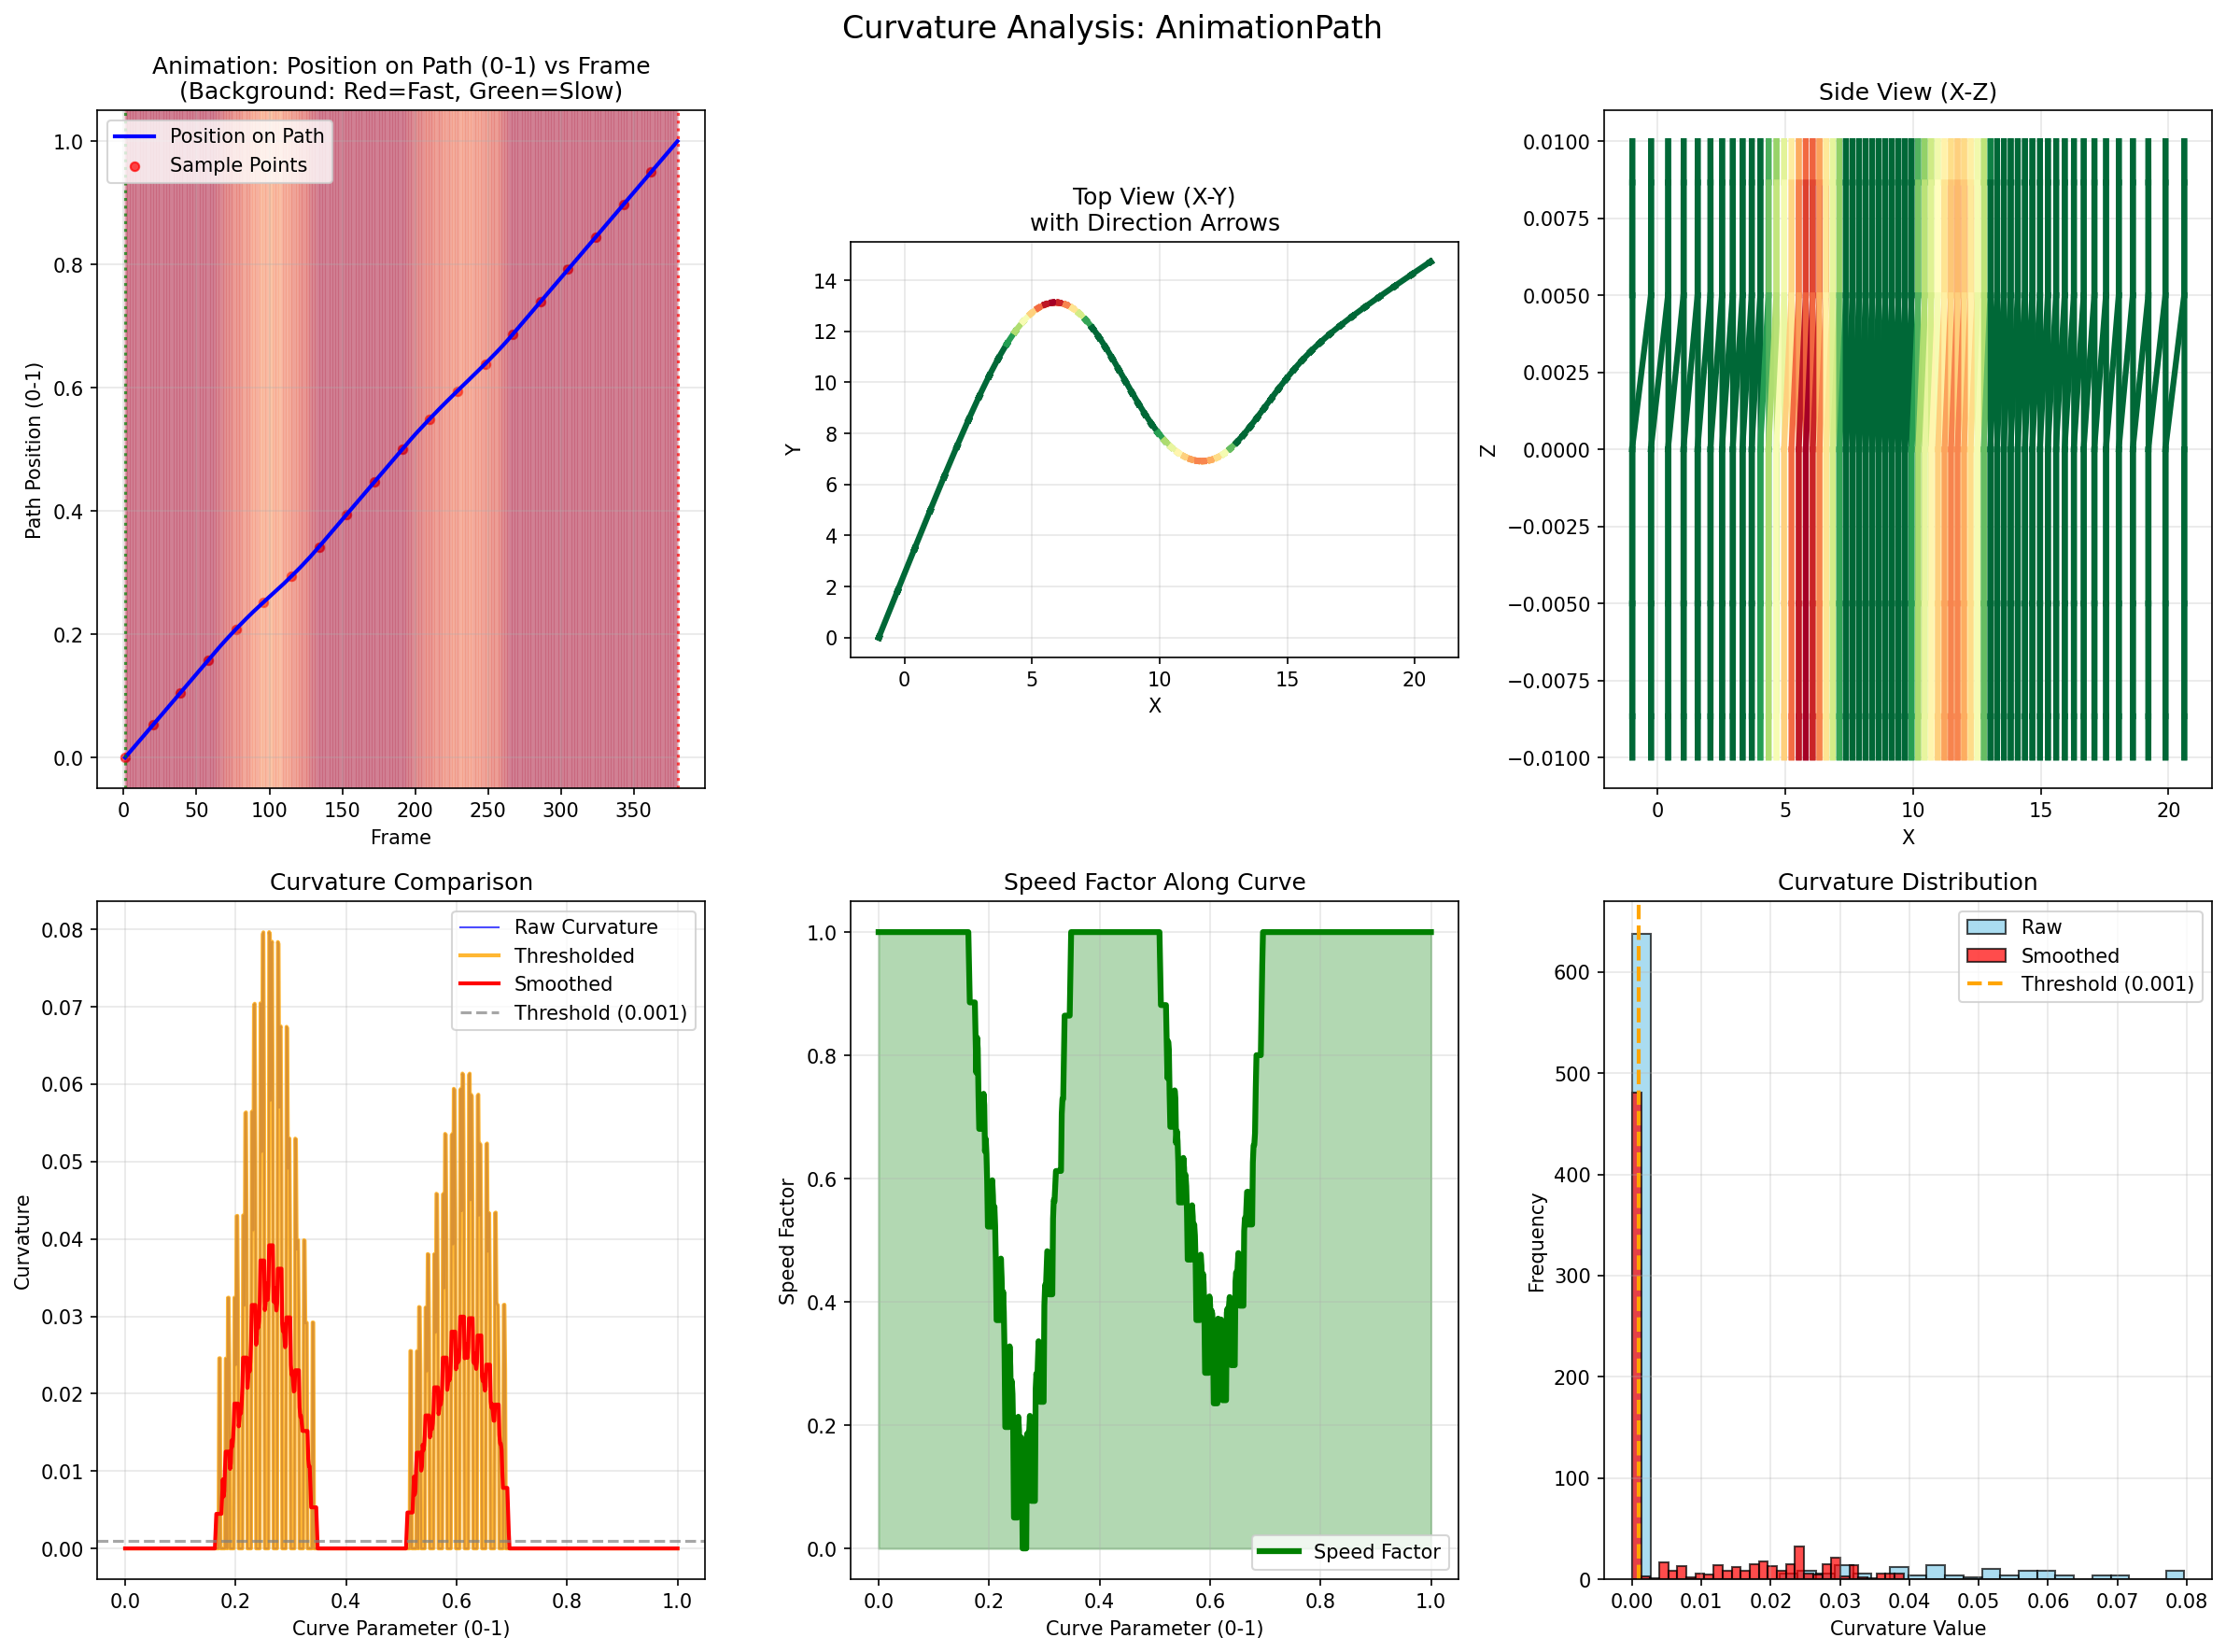 Curvature Analysis: AnimationPath
Animation: Position on Path (0-1) vs Frame
(Background: Red=Fast, Green=Slow)
Position on Path
Sample Points
1.0
0.8
0.6
0.4
0.2
0.0
Path Position (0-1)
0 50 100 150 200 250 300 350
Frame
Top View (X-Y)
with Direction Arrows
14
12
10
8
6
4
2
0
Y
0 5 10 15 20
X
Side View (X-Z)
0.0100
0.0075
0.0050
0.0025
0.0000
−0.0025
−0.0050
−0.0075
−0.0100
Z
0 5 10 15 20
X
Curvature Comparison
Raw Curvature
Thresholded
Smoothed
Threshold (0.001)
0.08
0.07
0.06
0.05
0.04
0.03
0.02
0.01
0.00
Curvature
0.0 0.2 0.4 0.6 0.8 1.0
Curve Parameter (0-1)
Speed Factor Along Curve
1.0
0.8
0.6
0.4
0.2
0.0
Speed Factor
Speed Factor
0.0 0.2 0.4 0.6 0.8 1.0
Curve Parameter (0-1)
Curvature Distribution
Raw
Smoothed
Threshold (0.001)
600
500
400
300
200
100
0
Frequency
0.00 0.01 0.02 0.03 0.04 0.05 0.06 0.07 0.08
Curvature Value